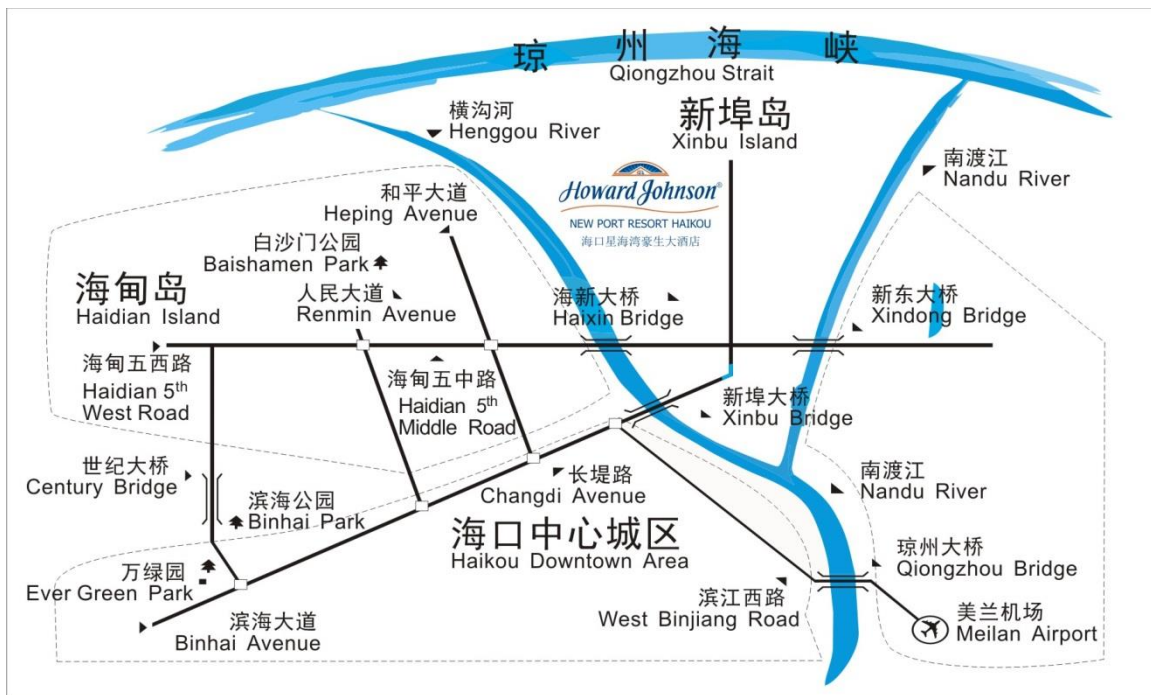 琼州海峡
Qiongzhou Strait
横沟河
Henggou River
新埠岛
Xinbu Island
南渡江
Nandu River
Howard Johnson®
NEW PORT RESORT HAIKOU
海口星海湾豪生大酒店
和平大道
Heping Avenue
白沙门公园
Baishamen Park
海甸岛
Haidian Island
人民大道
Renmin Avenue
海新大桥
Haixin Bridge
新东大桥
Xindong Bridge
海甸五西路
Haidian 5th
West Road
海甸五中路
Haidian 5th
Middle Road
新埠大桥
Xinbu Bridge
世纪大桥
Century Bridge
滨海公园
Binhai Park
长堤路
Changdi Avenue
南渡江
Nandu River
海口中心城区
Haikou Downtown Area
琼州大桥
Qiongzhou Bridge
万绿园
Ever Green Park
滨江西路
West Binjiang Road
滨海大道
Binhai Avenue
美兰机场
Meilan Airport